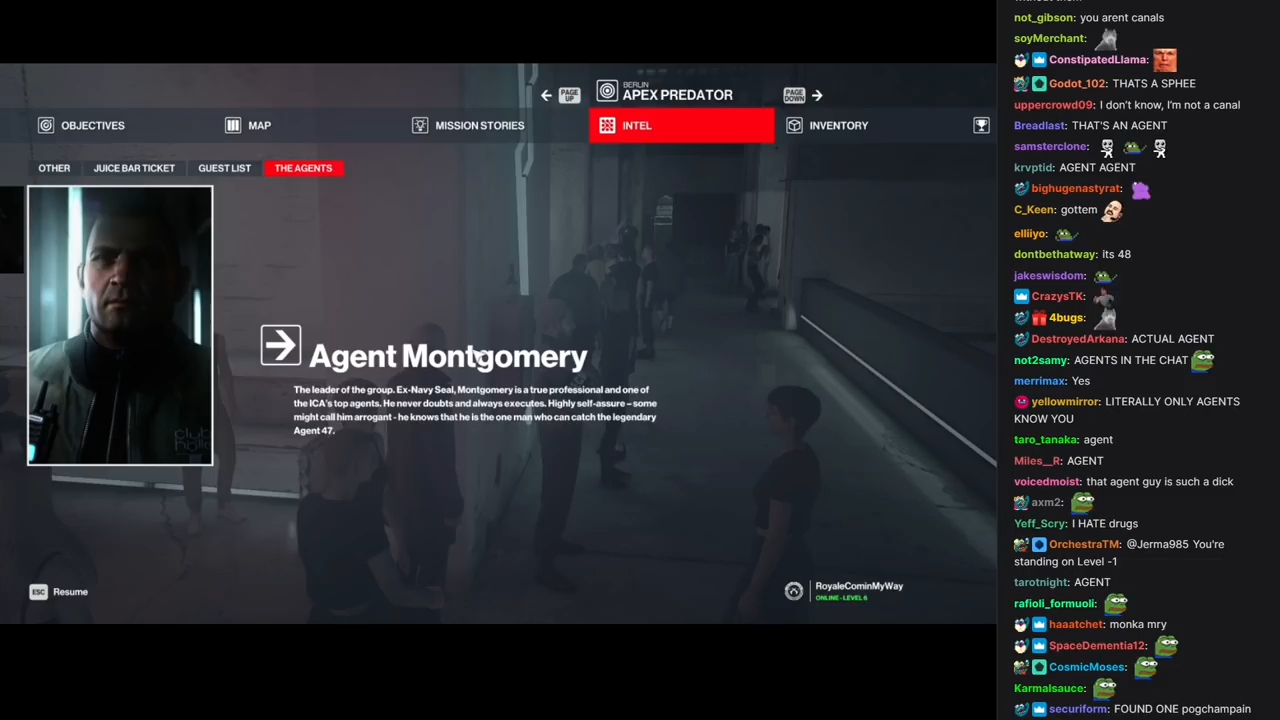 BERLIN
PAGE UP
APEX PREDATOR
PAGE DOWN
OBJECTIVES
MAP
MISSION STORIES
INTEL
INVENTORY
OTHER
JUICE BAR TICKET
GUEST LIST
THE AGENTS
Agent Montgomery
The leader of the group. Ex-Navy Seal, Montgomery is a true professional and one of
the ICA's top agents. He never doubts and always executes. Highly self-assure – some
might call him arrogant - he knows that he is the one man who can catch the legendary
Agent 47.
ESC Resume
RoyaleCominMyWay
ONLINE - LEVEL 6
not_gibson: you arent canals
soyMerchant:
ConstipatedLlama:
Godot_102: THATS A SPHEE
uppercrowd09: I don't know, I'm not a canal
Breadlast: THAT'S AN AGENT
samsterclone:
krvptid: AGENT AGENT
bighugenastyrat:
C_Keen: gottem
elliiyo:
dontbethatway: its 48
jakeswisdom:
CrazysTK:
4bugs:
DestroyedArkana: ACTUAL AGENT
not2samy: AGENTS IN THE CHAT
merrimax: Yes
yellowmirror: LITERALLY ONLY AGENTS
KNOW YOU
taro_tanaka: agent
Miles__R: AGENT
voicedmoist: that agent guy is such a dick
axm2:
Yeff_Scry: I HATE drugs
OrchestraTM: @Jerma985 You're
standing on Level -1
tarotnight: AGENT
rafioli_formuoli:
haaatchet: monka mry
SpaceDementia12:
CosmicMoses:
Karmalsauce:
securiform: FOUND ONE pogchampain